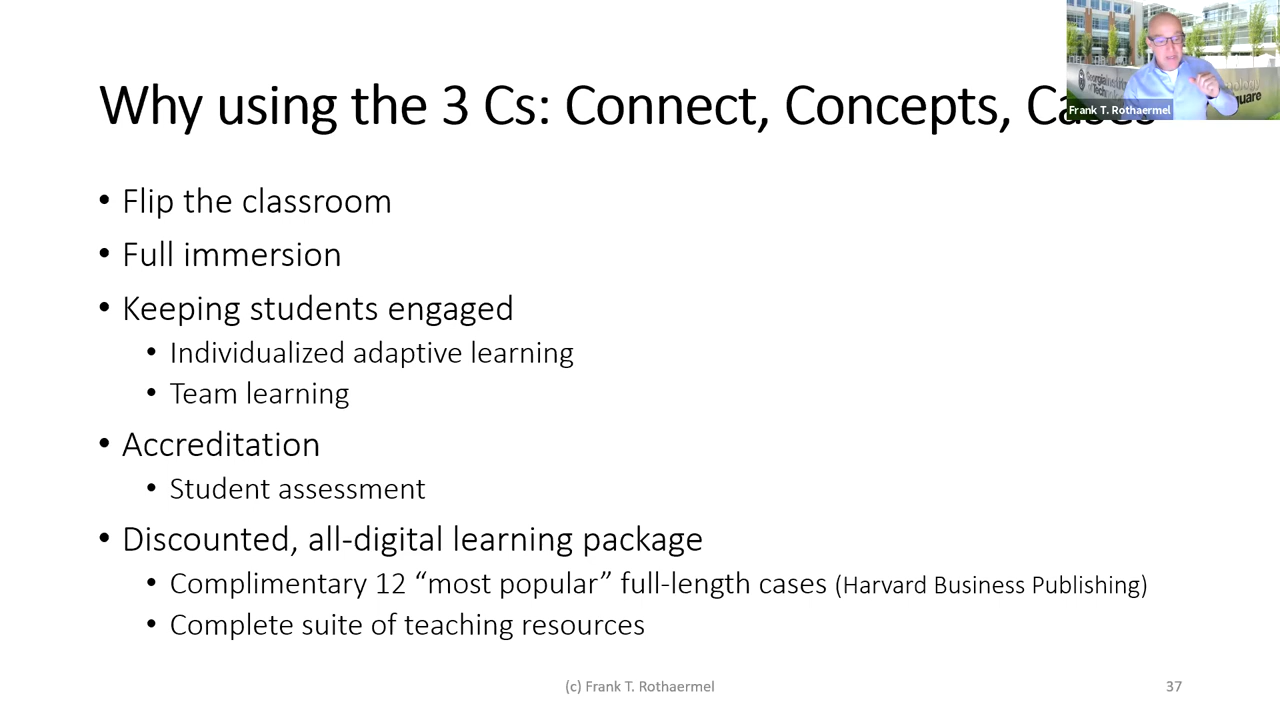 Why using the 3 Cs: Connect, Concepts, Cases
Frank T. Rothaermel
• Flip the classroom
• Full immersion
• Keeping students engaged
• Individualized adaptive learning
• Team learning
• Accreditation
• Student assessment
• Discounted, all-digital learning package
• Complimentary 12 “most popular” full-length cases (Harvard Business Publishing)
• Complete suite of teaching resources
(c) Frank T. Rothaermel
37